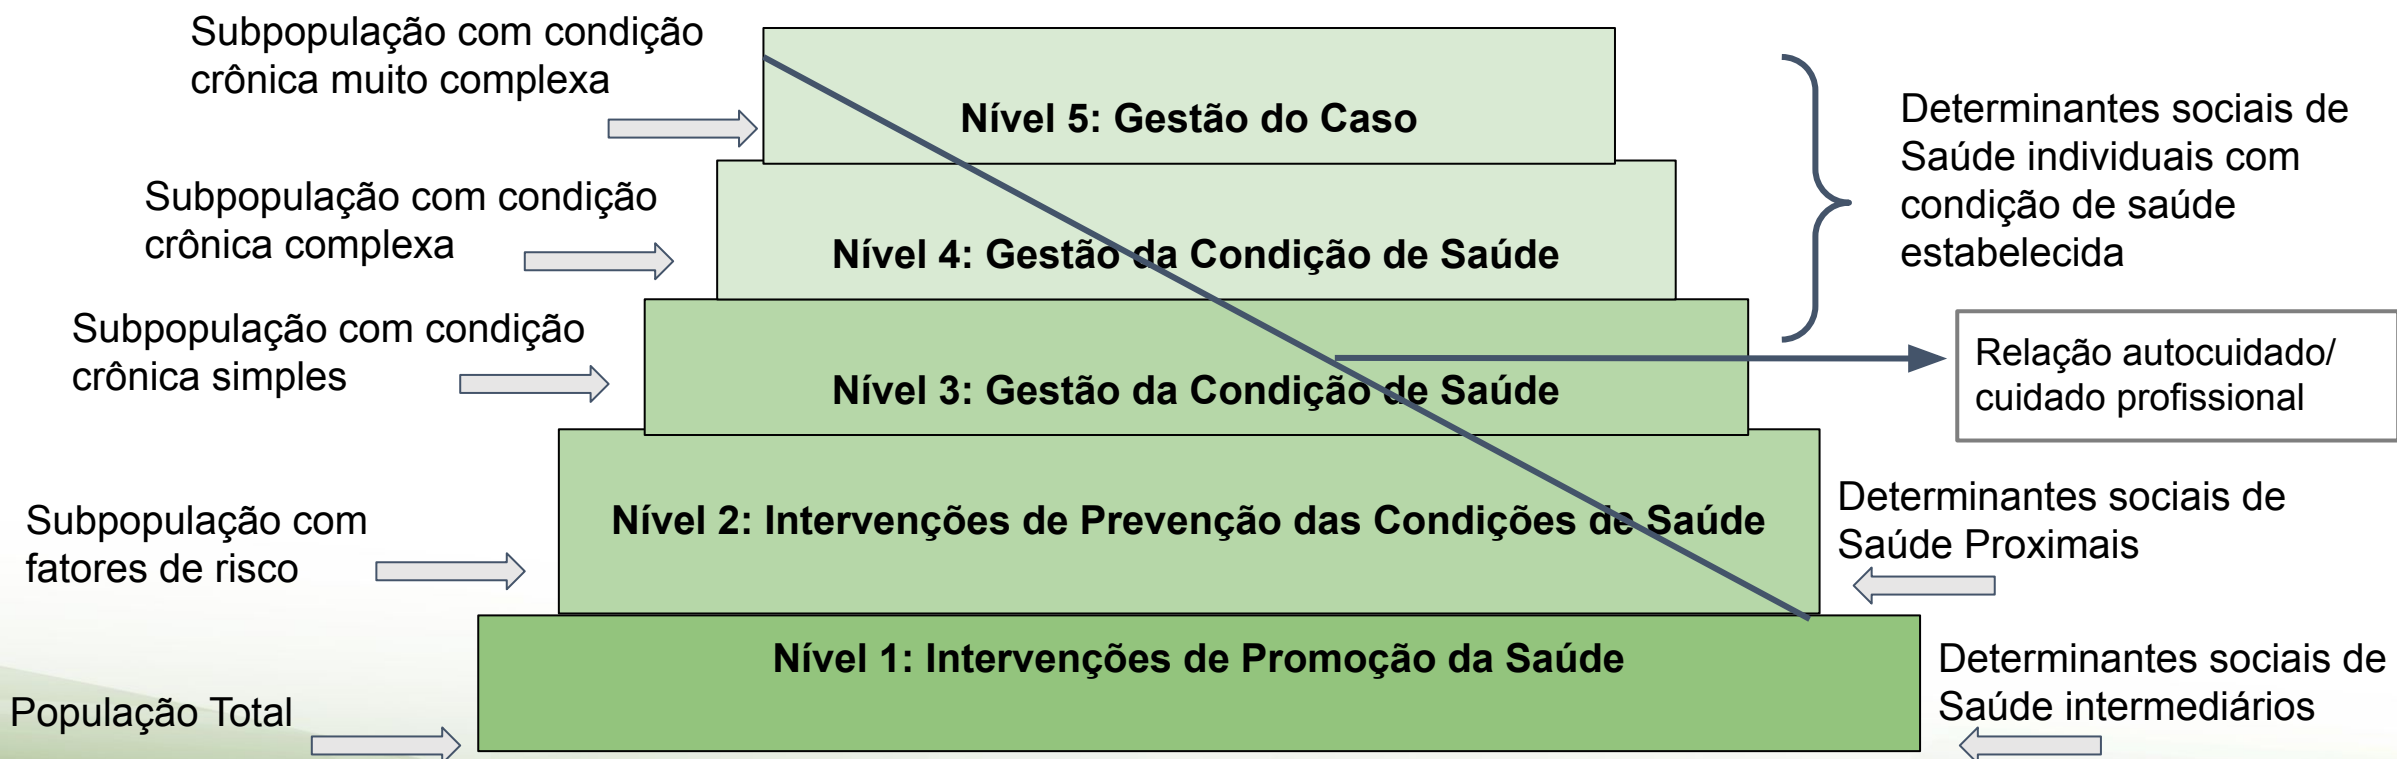 Subpopulação com condição
crônica muito complexa
Nível 5: Gestão do Caso
Determinantes sociais de
Saúde individuais com
condição de saúde
estabelecida
Subpopulação com condição
crônica complexa
Nível 4: Gestão da Condição de Saúde
Subpopulação com condição
crônica simples
Nível 3: Gestão da Condição de Saúde
Relação autocuidado/
cuidado profissional
Subpopulação com
fatores de risco
Nível 2: Intervenções de Prevenção das Condições de Saúde
Determinantes sociais de
Saúde Proximais
População Total
Nível 1: Intervenções de Promoção da Saúde
Determinantes sociais de
Saúde intermediários